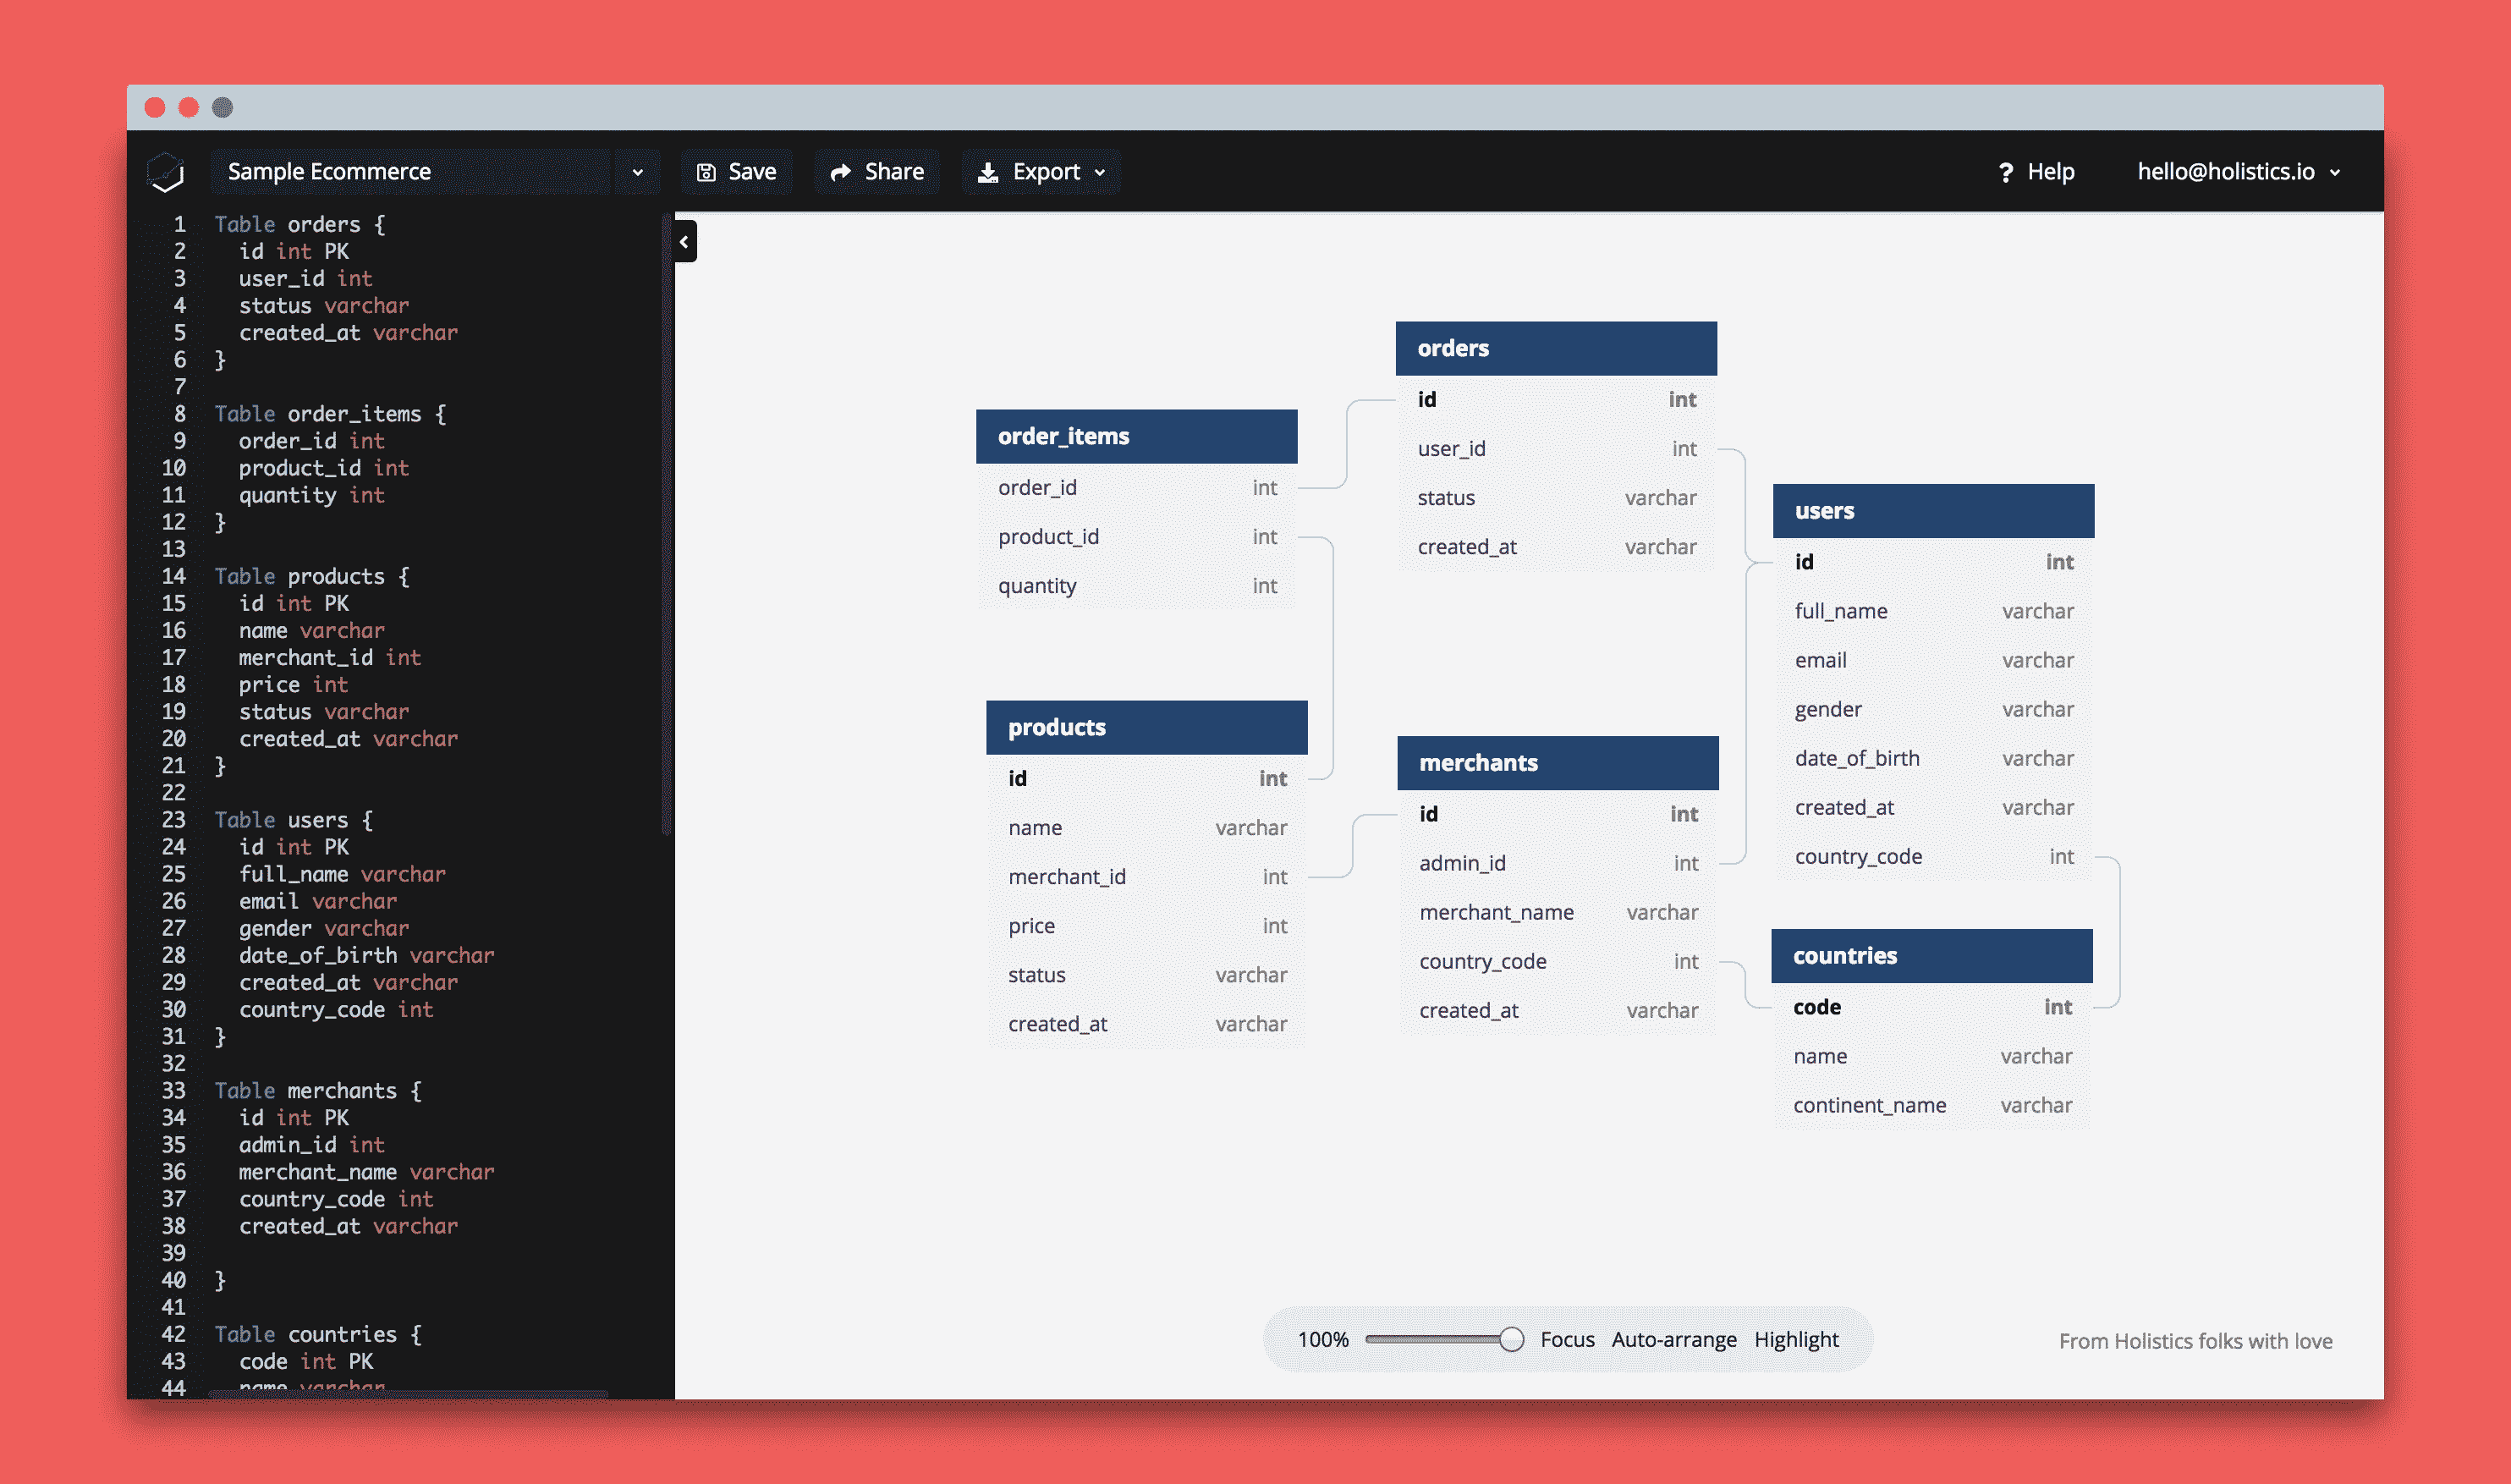 Sample Ecommerce Save Share Export ? Help hello@holistics.io
1 Table orders {
2 id int PK
3 user_id int
4 status varchar
5 created_at varchar
6 }
7
8 Table order_items {
9 order_id int
10 product_id int
11 quantity int
12 }
13
14 Table products {
15 id int PK
16 name varchar
17 merchant_id int
18 price int
19 status varchar
20 created_at varchar
21 }
22
23 Table users {
24 id int PK
25 full_name varchar
26 email varchar
27 gender varchar
28 date_of_birth varchar
29 created_at varchar
30 country_code int
31 }
32
33 Table merchants {
34 id int PK
35 admin_id int
36 merchant_name varchar
37 country_code int
38 created_at varchar
39
40 }
41
42 Table countries {
43 code int PK
44 name varchar
order_items
order_id int
product_id int
quantity int
orders
id int
user_id int
status varchar
created_at varchar
users
id int
full_name varchar
email varchar
gender varchar
date_of_birth varchar
created_at varchar
country_code int
products
id int
name varchar
merchant_id int
price int
status varchar
created_at varchar
merchants
id int
admin_id int
merchant_name varchar
country_code int
created_at varchar
countries
code int
name varchar
continent_name varchar
100% Focus Auto-arrange Highlight
From Holistics folks with love